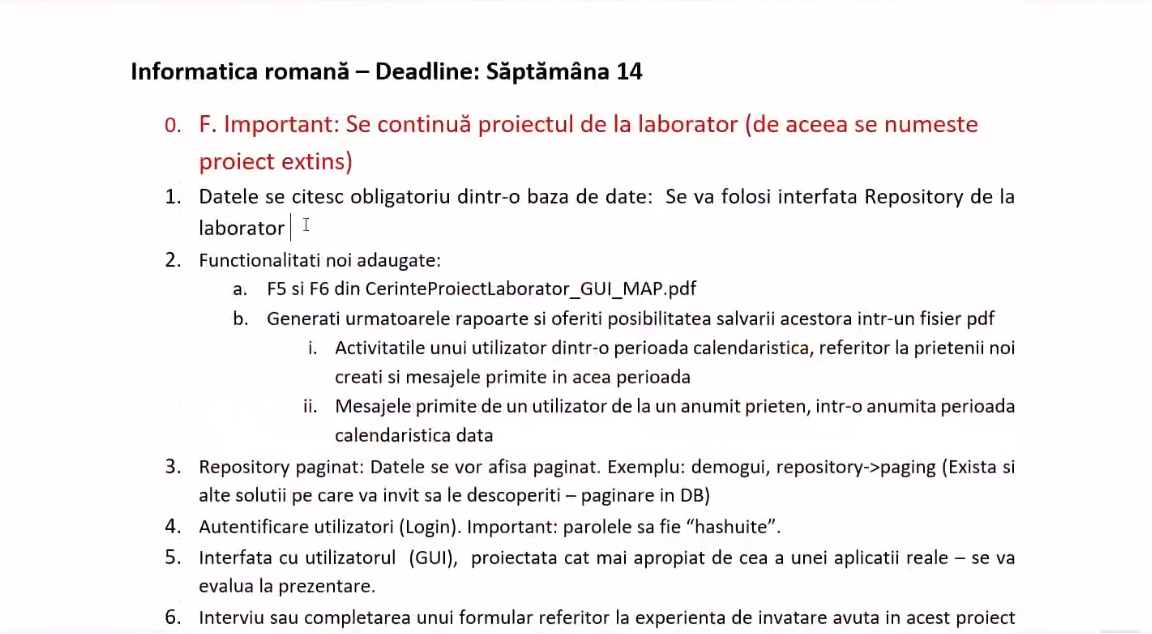 Informatica romană – Deadline: Săptămâna 14
0. F. Important: Se continuă proiectul de la laborator (de aceea se numeste
proiect extins)
1. Datele se citesc obligatoriu dintr-o baza de date: Se va folosi interfata Repository de la
laborator
2. Functionalitati noi adaugate:
a. F5 si F6 din CerinteProiectLaborator_GUI_MAP.pdf
b. Generati urmatoarele rapoarte si oferiti posibilitatea salvarii acestora intr-un fisier pdf
i. Activitatile unui utilizator dintr-o perioada calendaristica, referitor la prietenii noi
creati si mesajele primite in acea perioada
ii. Mesajele primite de un utilizator de la un anumit prieten, intr-o anumita perioada
calendaristica data
3. Repository paginat: Datele se vor afisa paginat. Exemplu: demogui, repository->paging (Exista si
alte solutii pe care va invit sa le descoperiti – paginare in DB)
4. Autentificare utilizatori (Login). Important: parolele sa fie “hashuite”.
5. Interfata cu utilizatorul (GUI), proiectata cat mai apropiat de cea a unei aplicatii reale – se va
evalua la prezentare.
6. Interviu sau completarea unui formular referitor la experienta de invatare avuta in acest proiect